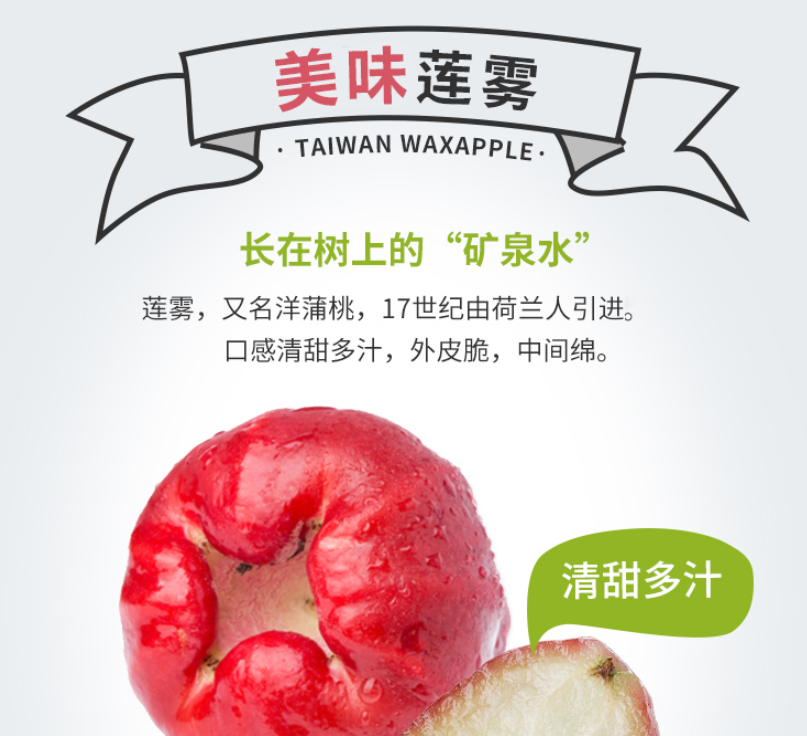 美味莲雾
· TAIWAN WAXAPPLE ·
长在树上的“矿泉水”
莲雾，又名洋蒲桃，17世纪由荷兰人引进。
口感清甜多汁，外皮脆，中间绵。
清甜多汁